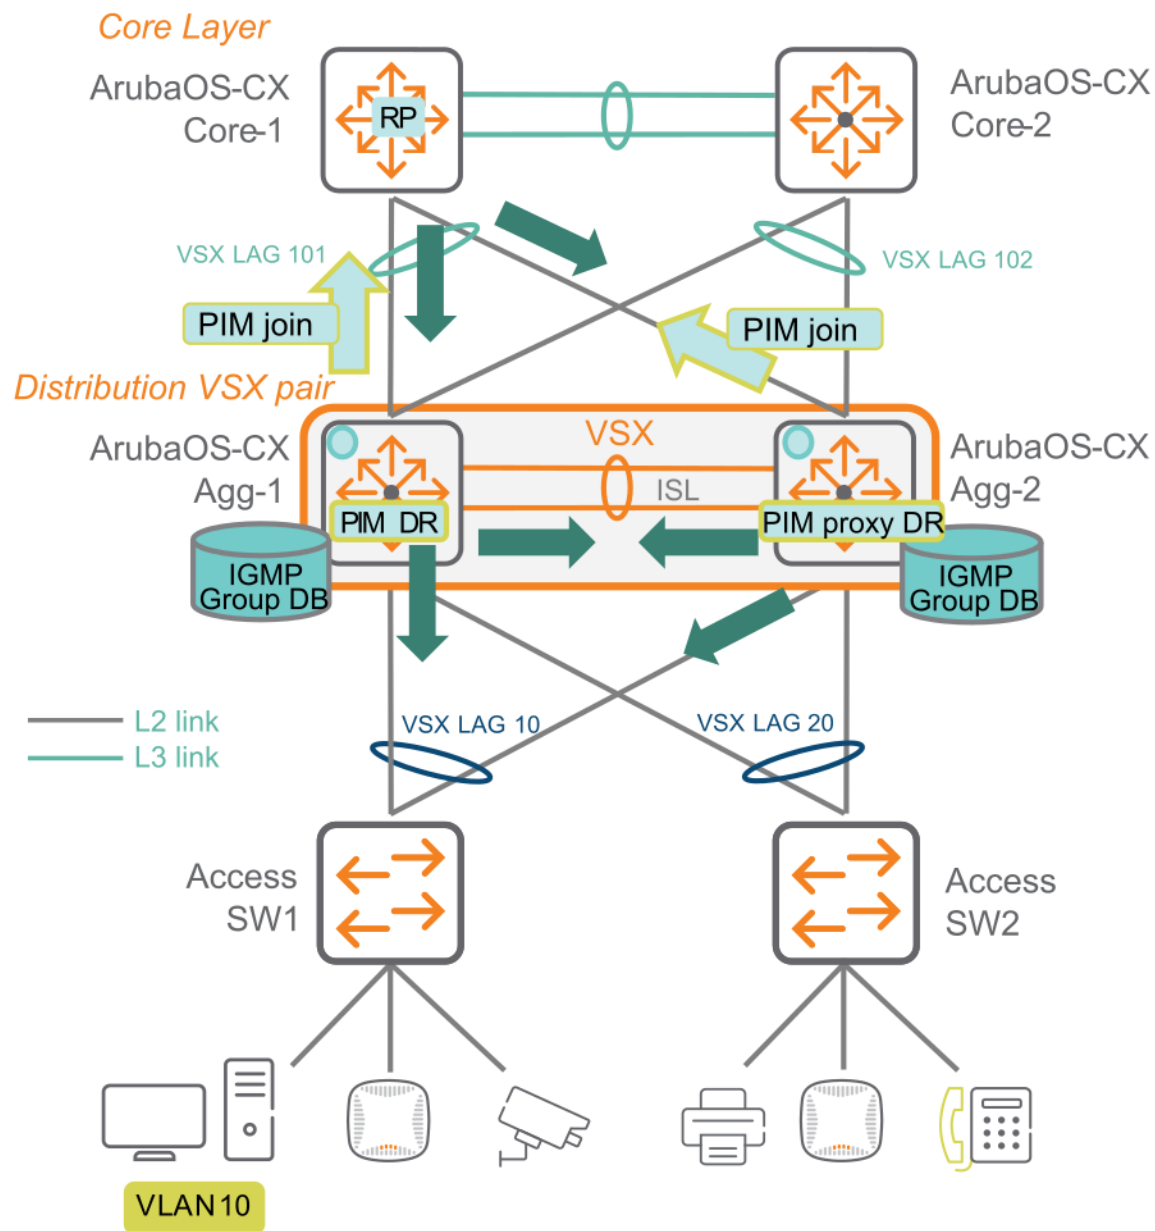 Core Layer
ArubaOS-CX
Core-1
RP
ArubaOS-CX
Core-2
VSX LAG 101
VSX LAG 102
PIM join
PIM join
Distribution VSX pair
ArubaOS-CX
Agg-1
VSX
ISL
ArubaOS-CX
Agg-2
PIM DR
PIM proxy DR
IGMP
Group DB
IGMP
Group DB
L2 link
L3 link
VSX LAG 10
VSX LAG 20
Access
SW1
Access
SW2
VLAN 10